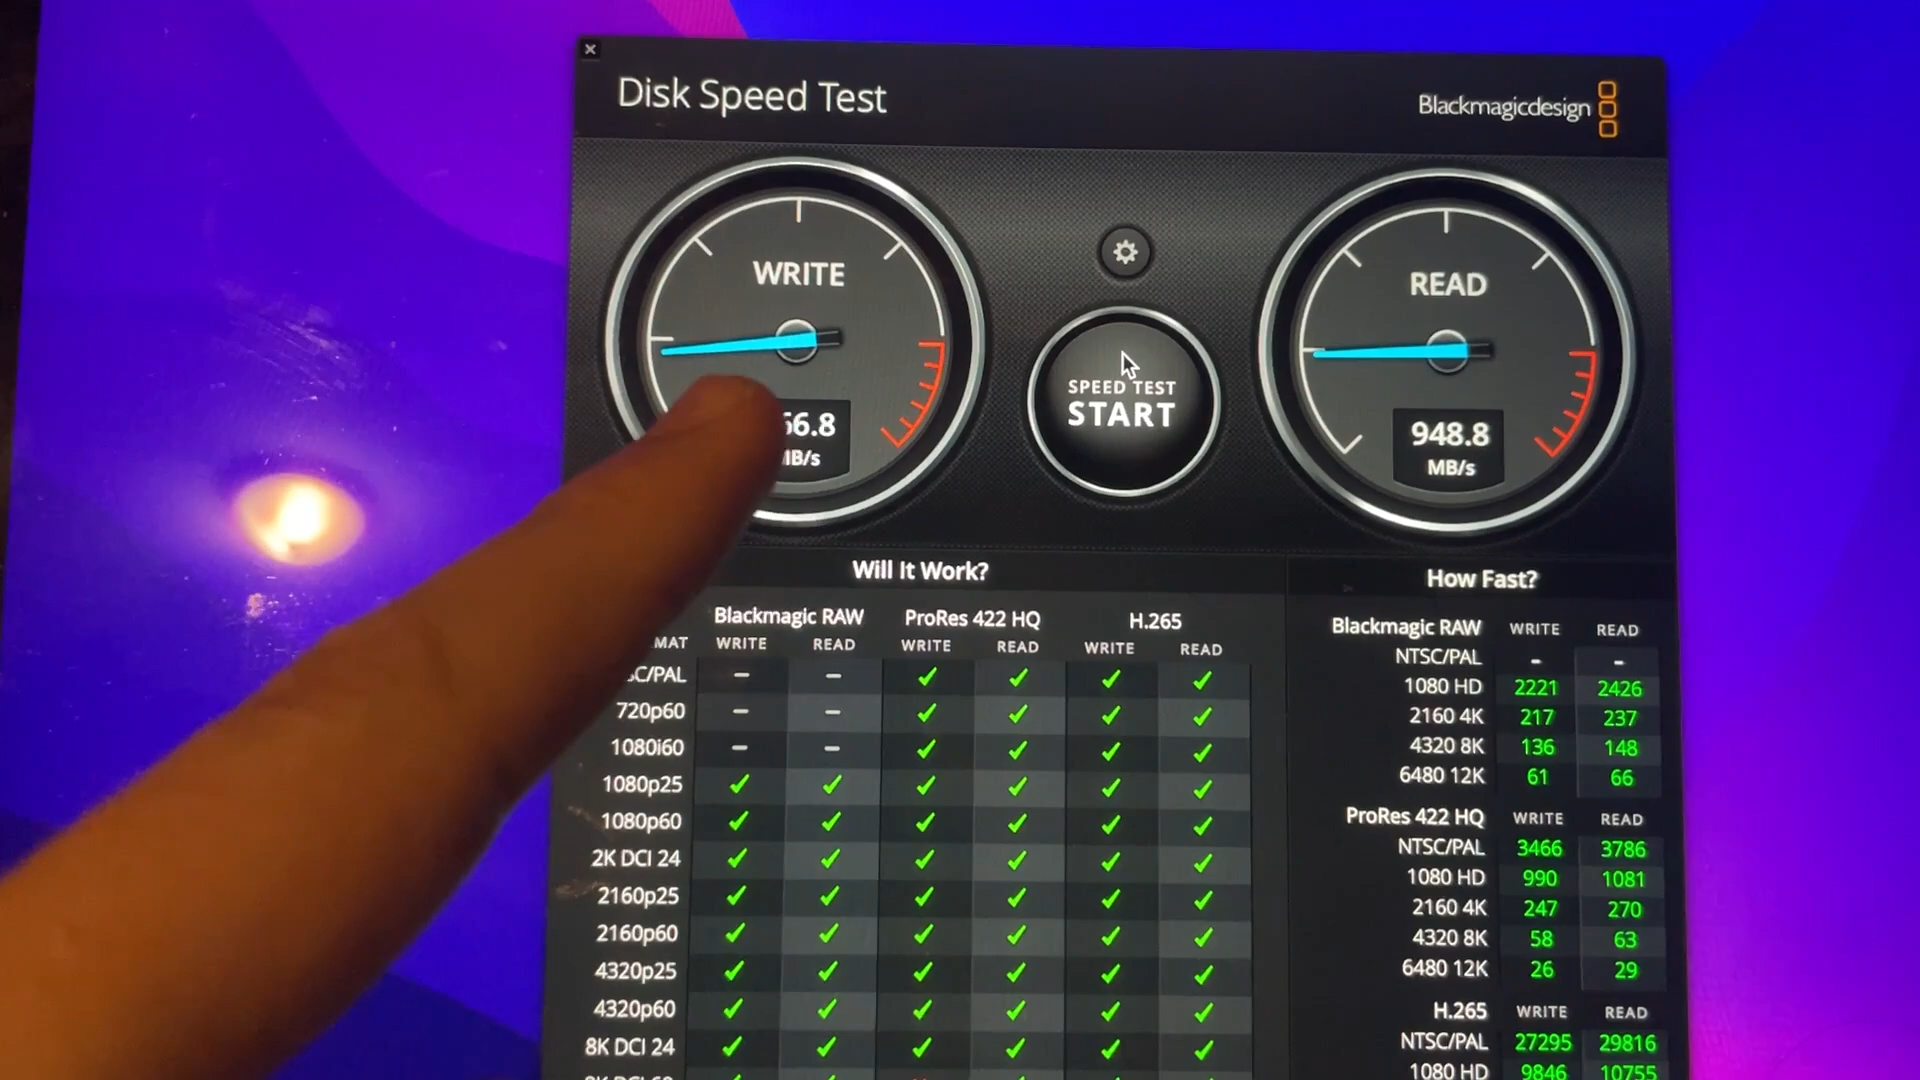 Disk Speed Test
Blackmagicdesign
WRITE
READ
SPEED TEST
START
948.8
MB/s
Will It Work?
How Fast?
Blackmagic RAW ProRes 422 HQ H.265
WRITE READ WRITE READ WRITE READ
720p60
1080i60
1080p25
1080p60
2K DCI 24
2160p25
2160p60
4320p25
4320p60
8K DCI 24
Blackmagic RAW WRITE READ
NTSC/PAL - -
1080 HD 2221 2426
2160 4K 217 237
4320 8K 136 148
6480 12K 61 66
ProRes 422 HQ WRITE READ
NTSC/PAL 3466 3786
1080 HD 990 1081
2160 4K 247 270
4320 8K 58 63
6480 12K 26 29
H.265 WRITE READ
NTSC/PAL 27295 29816
1080 HD 9846 10755